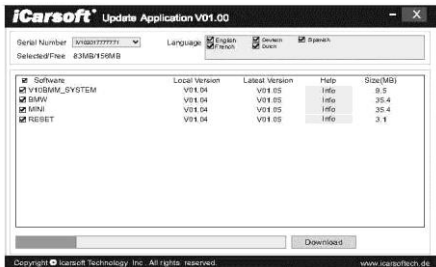 iCarsoft Update Application V01.00
Serial Number Language English German Spanish
French Dutch
Selected/Free 83MB/156MB
Software Local Version Latest Version Help Size(MB)
V10BMM_SYSTEM V01.04 V01.05 Info 9.5
BMW V01.04 V01.05 Info 35.4
MINI V01.04 V01.05 Info 35.4
RESET V01.04 V01.05 Info 3.1
Download
Copyright Icarsoft Technology Inc. All rights reserved. www.icarsoftech.de